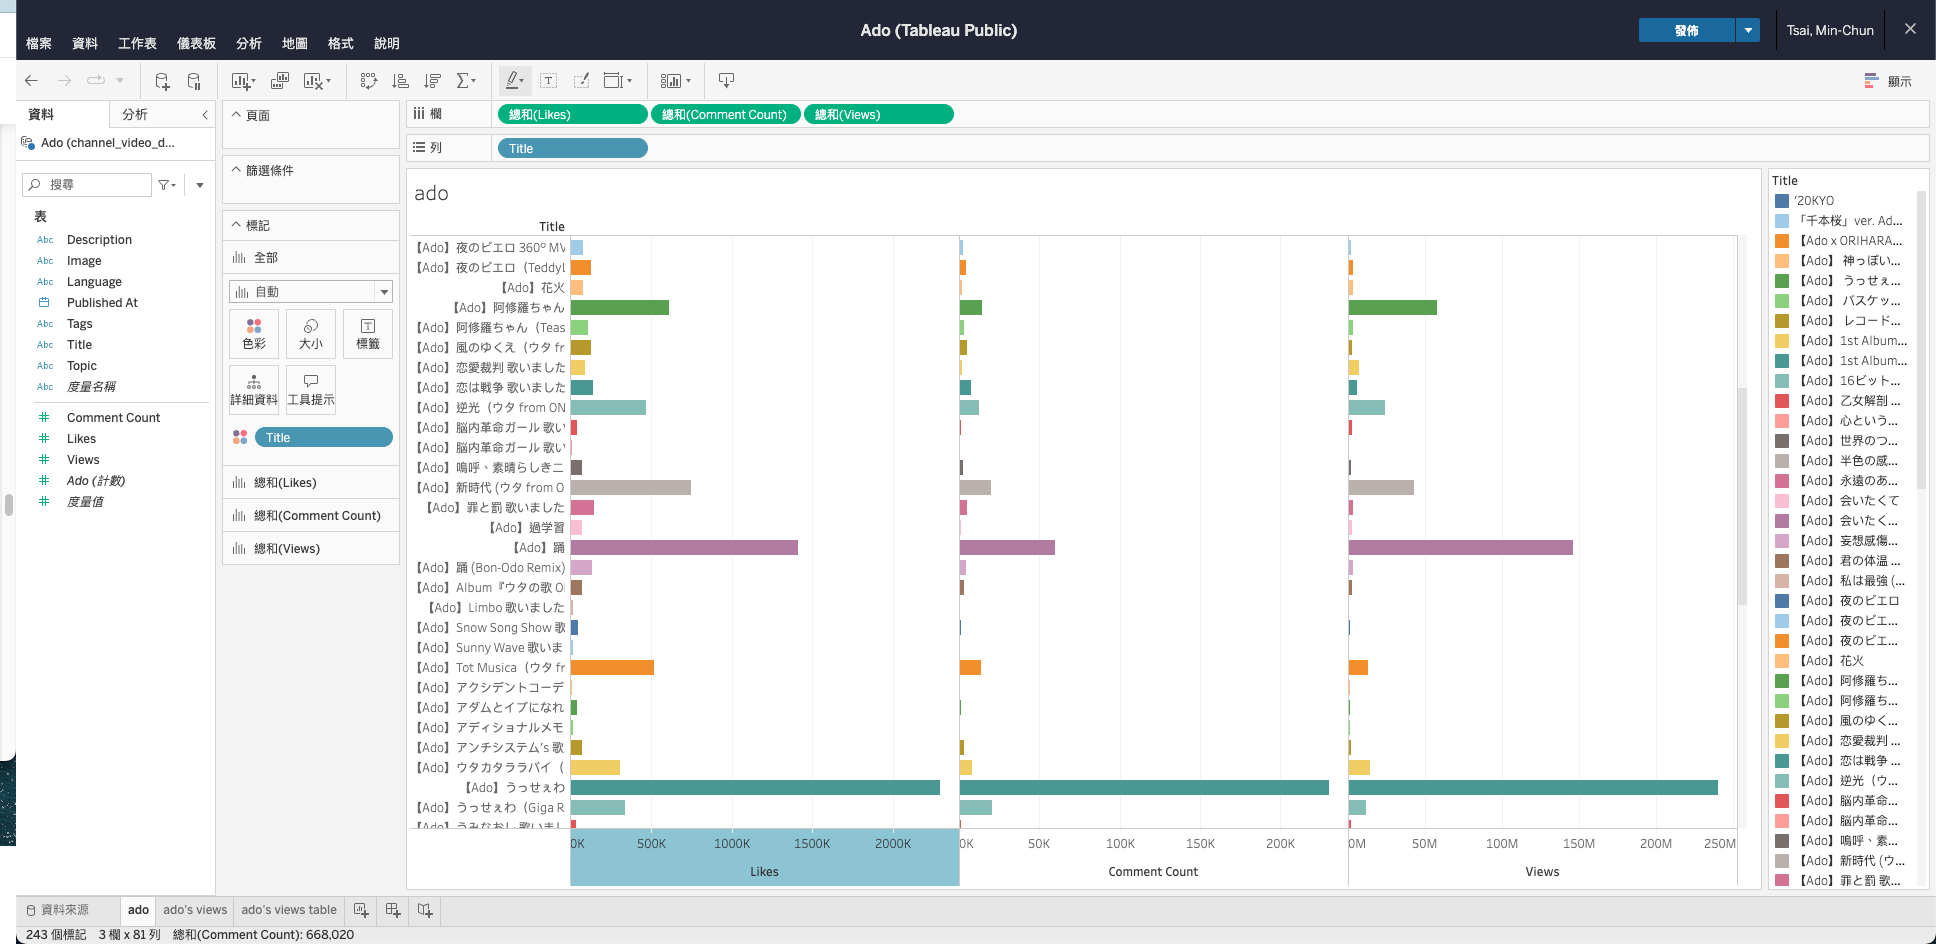 Ado (Tableau Public)
發佈
Tsai, Min-Chun
檔案 資料 工作表 儀表板 分析 地圖 格式 說明
顯示
資料 分析
Ado (channel_video_d...
搜尋
表
Abc Description
Abc Image
Abc Language
Published At
Abc Tags
Abc Title
Abc Topic
Abc 度量名稱
Comment Count
Likes
Views
Ado (計數)
度量值
頁面
篩選條件
標記
全部
自動
色彩 大小 標籤
詳細資料 工具提示
Title
總和(Likes)
總和(Comment Count)
總和(Views)
欄 總和(Likes) 總和(Comment Count) 總和(Views)
列 Title
ado
Title
【Ado】夜のピエロ 360° MV
【Ado】夜のピエロ（TeddyL
【Ado】花火
【Ado】阿修羅ちゃん
【Ado】阿修羅ちゃん（Teas
【Ado】風のゆくえ（ウタ fr
【Ado】恋愛裁判 歌いました
【Ado】恋は戦争 歌いました
【Ado】逆光（ウタ from ON
【Ado】脳内革命ガール 歌い
【Ado】脳内革命ガール 歌い
【Ado】嗚呼、素晴らしきニ
【Ado】新時代 (ウタ from O
【Ado】罪と罰 歌いました
【Ado】過学習
【Ado】踊
【Ado】踊 (Bon-Odo Remix)
【Ado】Album『ウタの歌 O
【Ado】Limbo 歌いました
【Ado】Snow Song Show 歌
【Ado】Sunny Wave 歌いま
【Ado】Tot Musica（ウタ fr
【Ado】アクシデントコーデ
【Ado】アダムとイブになれ
【Ado】アディショナルメモ
【Ado】アンチシステム's 歌
【Ado】ウタカタララバイ（
【Ado】うっせぇわ
【Ado】うっせぇわ（Giga R
【Ado】うみなおし 歌いまし
0K 500K 1000K 1500K 2000K 0K 50K 100K 150K 200K 0M 50M 100M 150M 200M 250M
Likes Comment Count Views
Title
'20KYO
「千本桜」ver. Ad...
【Ado x ORIHARA...
【Ado】 神っぽい...
【Ado】 うっせぇ...
【Ado】 バスケッ...
【Ado】 レコード...
【Ado】1st Album...
【Ado】1st Album...
【Ado】16ビット...
【Ado】乙女解剖 ...
【Ado】心という...
【Ado】世界のつ...
【Ado】半色の感...
【Ado】永遠のあ...
【Ado】会いたくて
【Ado】会いたく...
【Ado】妄想感傷...
【Ado】君の体温 ...
【Ado】私は最強 (...
【Ado】夜のピエロ
【Ado】夜のピエ...
【Ado】夜のピエ...
【Ado】花火
【Ado】阿修羅ち...
【Ado】阿修羅ち...
【Ado】風のゆく...
【Ado】恋愛裁判 ...
【Ado】恋は戦争 ...
【Ado】逆光（ウ...
【Ado】脳内革命...
【Ado】脳内革命...
【Ado】嗚呼、素...
【Ado】新時代 (ウ...
【Ado】罪と罰 歌...
資料來源 ado ado's views ado's views table
243 個標記 3 欄 x 81 列 總和(Comment Count): 668,020